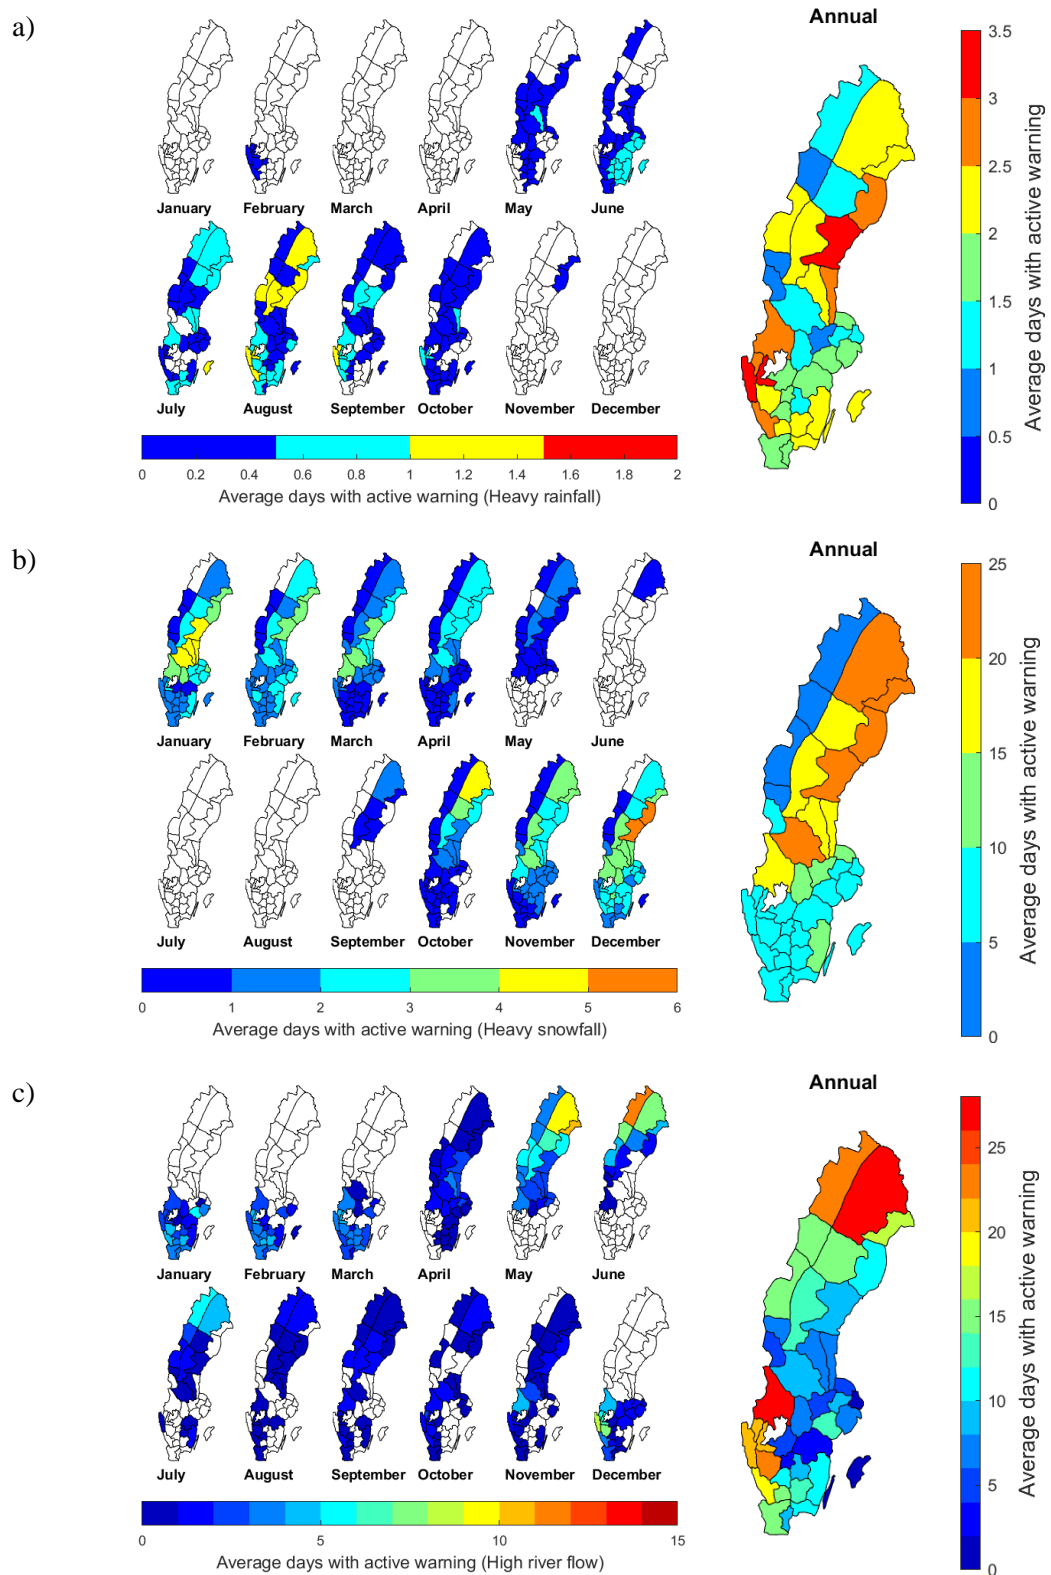 a)
Annual
January February March April May June
July August September October November December
0 0.2 0.4 0.6 0.8 1 1.2 1.4 1.6 1.8 2
Average days with active warning (Heavy rainfall)
3.5
3
2.5
2
1.5
1
0.5
0
Average days with active warning
b)
Annual
January February March April May June
July August September October November December
0 1 2 3 4 5 6
Average days with active warning (Heavy snowfall)
25
20
15
10
5
0
Average days with active warning
c)
Annual
January February March April May June
July August September October November December
0 5 10 15
Average days with active warning (High river flow)
25
20
15
10
5
0
Average days with active warning